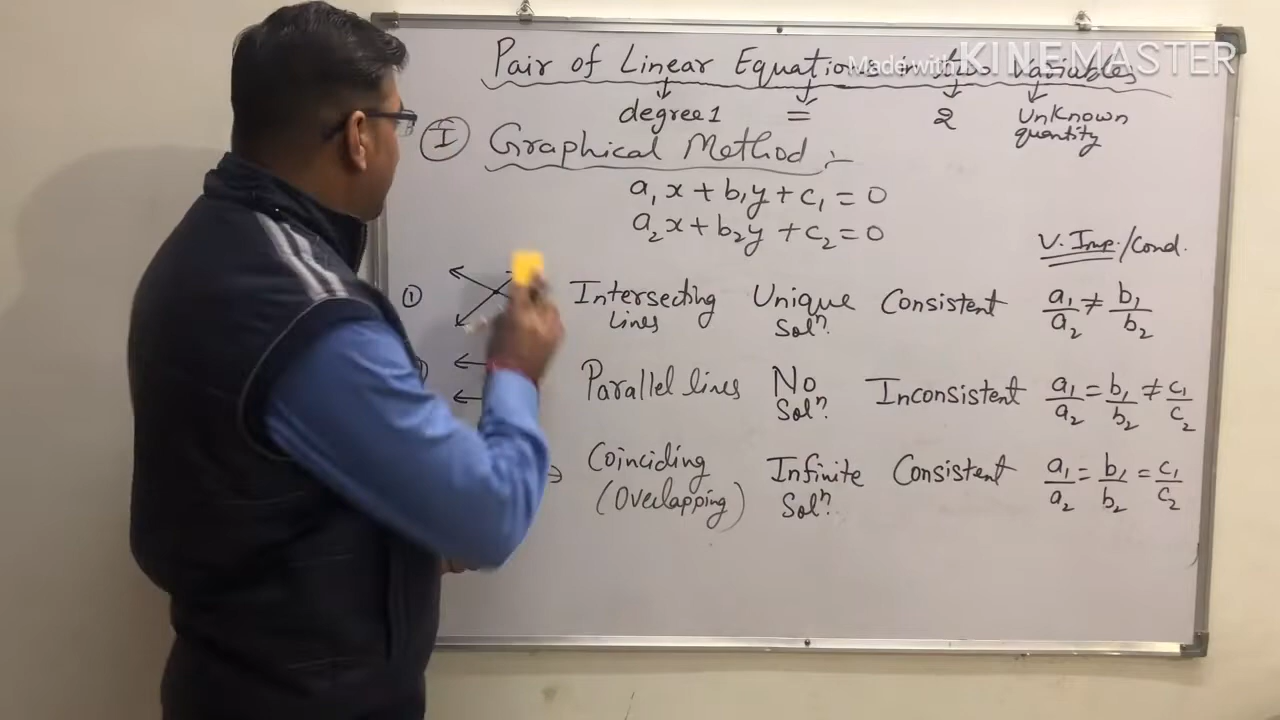 Pair of Linear Equations in two Variables
Made with KINEMASTER
degree 1 = 2 Unknown quantity
I Graphical Method :-
a₁x + b₁y + c₁ = 0
a₂x + b₂y + c₂ = 0
V. Imp./Cond.
① Intersecting Lines Unique Solⁿ. Consistent a₁/a₂ ≠ b₁/b₂
Parallel lines No Solⁿ. Inconsistent a₁/a₂ = b₁/b₂ ≠ c₁/c₂
Coinciding (Overlapping) Infinite Solⁿ. Consistent a₁/a₂ = b₁/b₂ = c₁/c₂